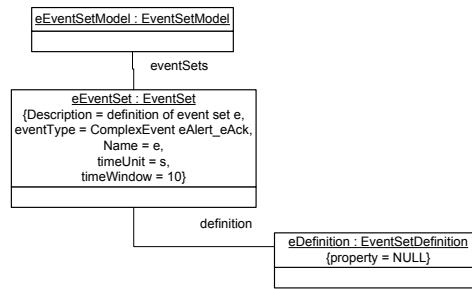 eEventSetModel : EventSetModel
eventSets
eEventSet : EventSet
{Description = definition of event set e,
eventType = ComplexEvent eAlert_eAck,
Name = e,
timeUnit = s,
timeWindow = 10}
definition
eDefinition : EventSetDefinition
{property = NULL}